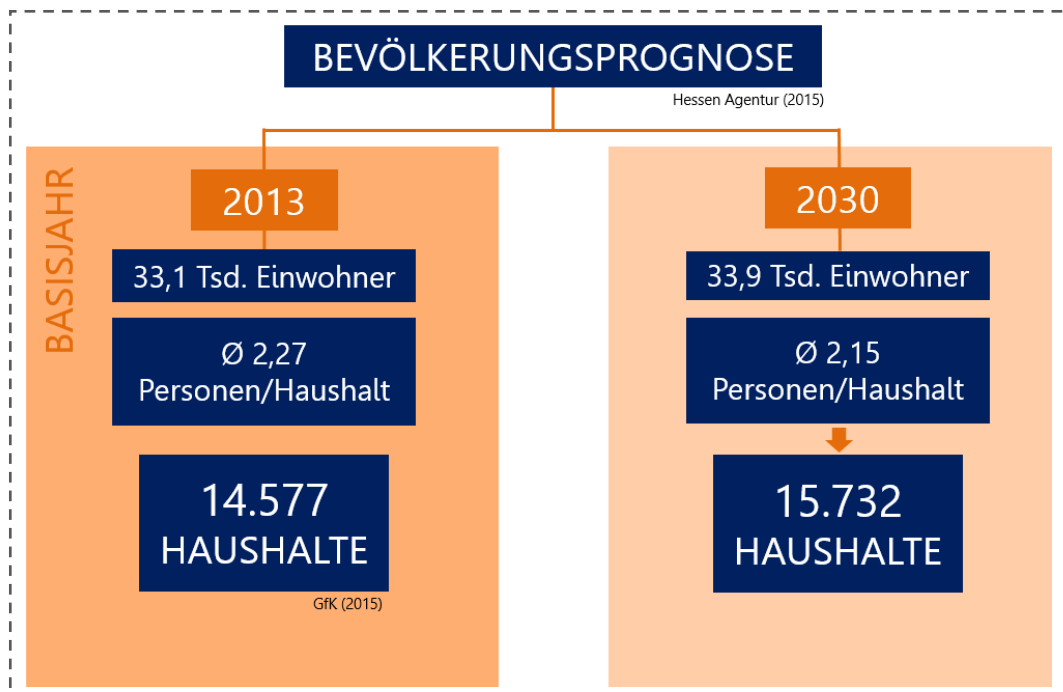 BEVÖLKERUNGSPROGNOSE
Hessen Agentur (2015)
BASISJAHR
2013
33,1 Tsd. Einwohner
Ø 2,27
Personen/Haushalt
14.577
HAUSHALTE
GfK (2015)
2030
33,9 Tsd. Einwohner
Ø 2,15
Personen/Haushalt
15.732
HAUSHALTE